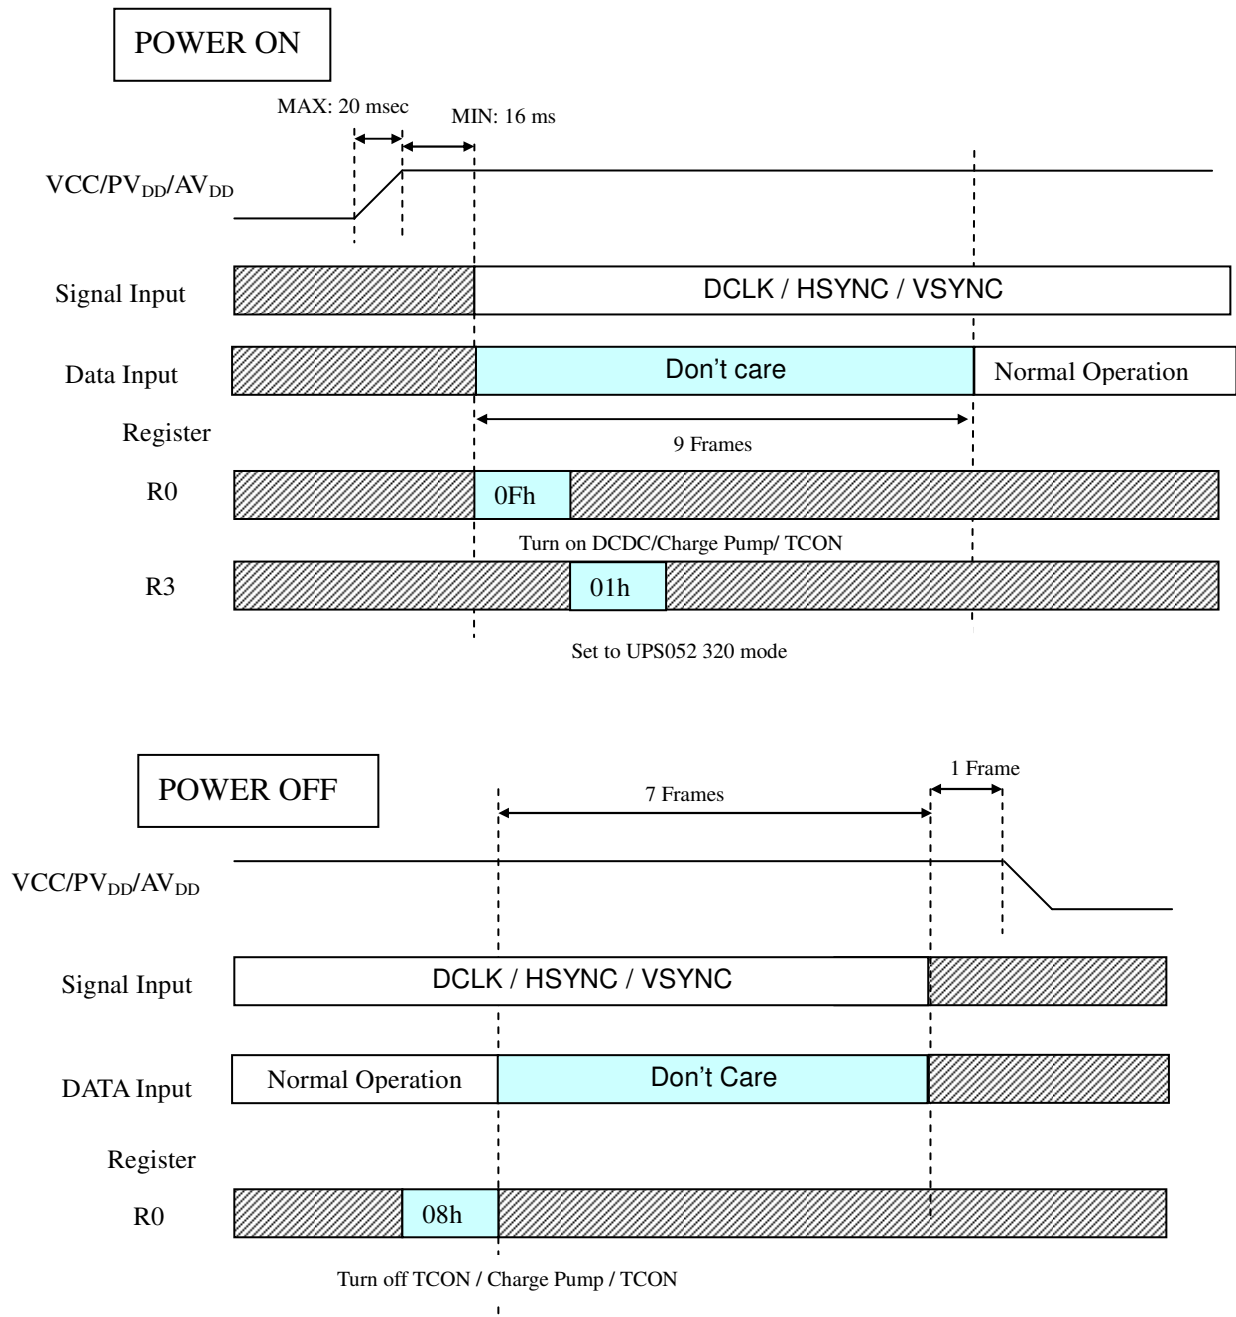 POWER ON
MAX: 20 msec
MIN: 16 ms
VCC/PVDD/AVDD
Signal Input
DCLK / HSYNC / VSYNC
Data Input
Don't care
Normal Operation
Register
9 Frames
R0
0Fh
Turn on DCDC/Charge Pump/ TCON
R3
01h
Set to UPS052 320 mode
POWER OFF
1 Frame
7 Frames
VCC/PVDD/AVDD
Signal Input
DCLK / HSYNC / VSYNC
DATA Input
Normal Operation
Don't Care
Register
R0
08h
Turn off TCON / Charge Pump / TCON